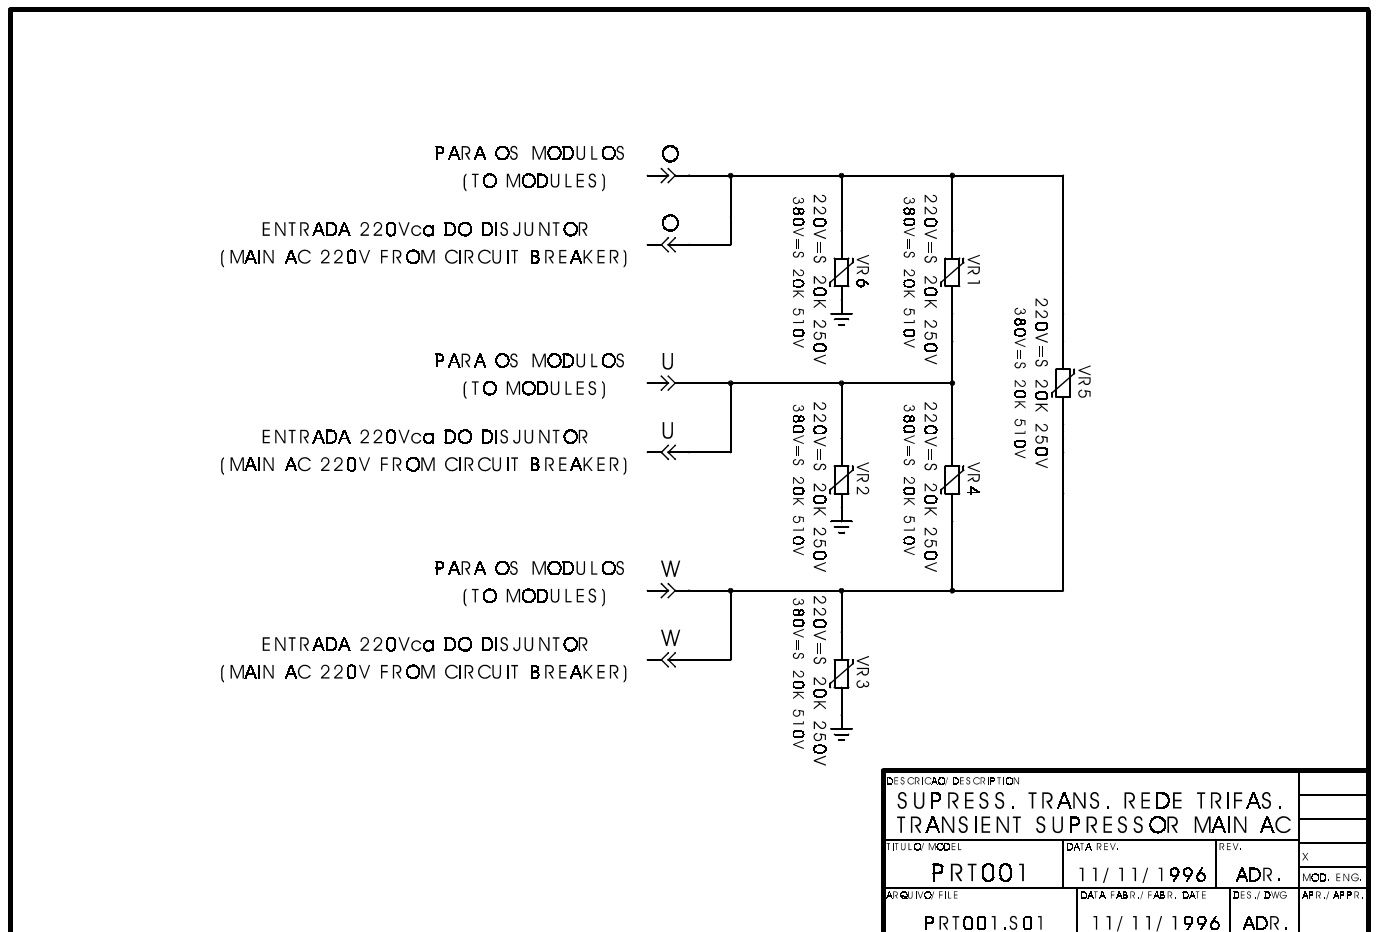 PARA OS MODULOS O
(TO MODULES)
ENTRADA 220Vca DO DISJUNTOR O
(MAIN AC 220V FROM CIRCUIT BREAKER)
220V=S 20K 250V
380V=S 20K 510V
VR6
220V=S 20K 250V
380V=S 20K 510V
VR1
220V=S 20K 250V
380V=S 20K 510V
VR5
PARA OS MODULOS U
(TO MODULES)
ENTRADA 220Vca DO DISJUNTOR U
(MAIN AC 220V FROM CIRCUIT BREAKER)
220V=S 20K 250V
380V=S 20K 510V
VR2
220V=S 20K 250V
380V=S 20K 510V
VR4
PARA OS MODULOS W
(TO MODULES)
ENTRADA 220Vca DO DISJUNTOR W
(MAIN AC 220V FROM CIRCUIT BREAKER)
220V=S 20K 250V
380V=S 20K 510V
VR3
DESCRICAO/DESCRIPTION
SUPRESS. TRANS. REDE TRIFAS.
TRANSIENT SUPRESSOR MAIN AC
TITULO/MODEL DATA REV. REV.
PRT001 11/11/1996 ADR.
X
MOD. ENG.
ARQUIVO/FILE DATA FABR./FABR. DATE DES./DWG APR./APPR.
PRT001.S01 11/11/1996 ADR.